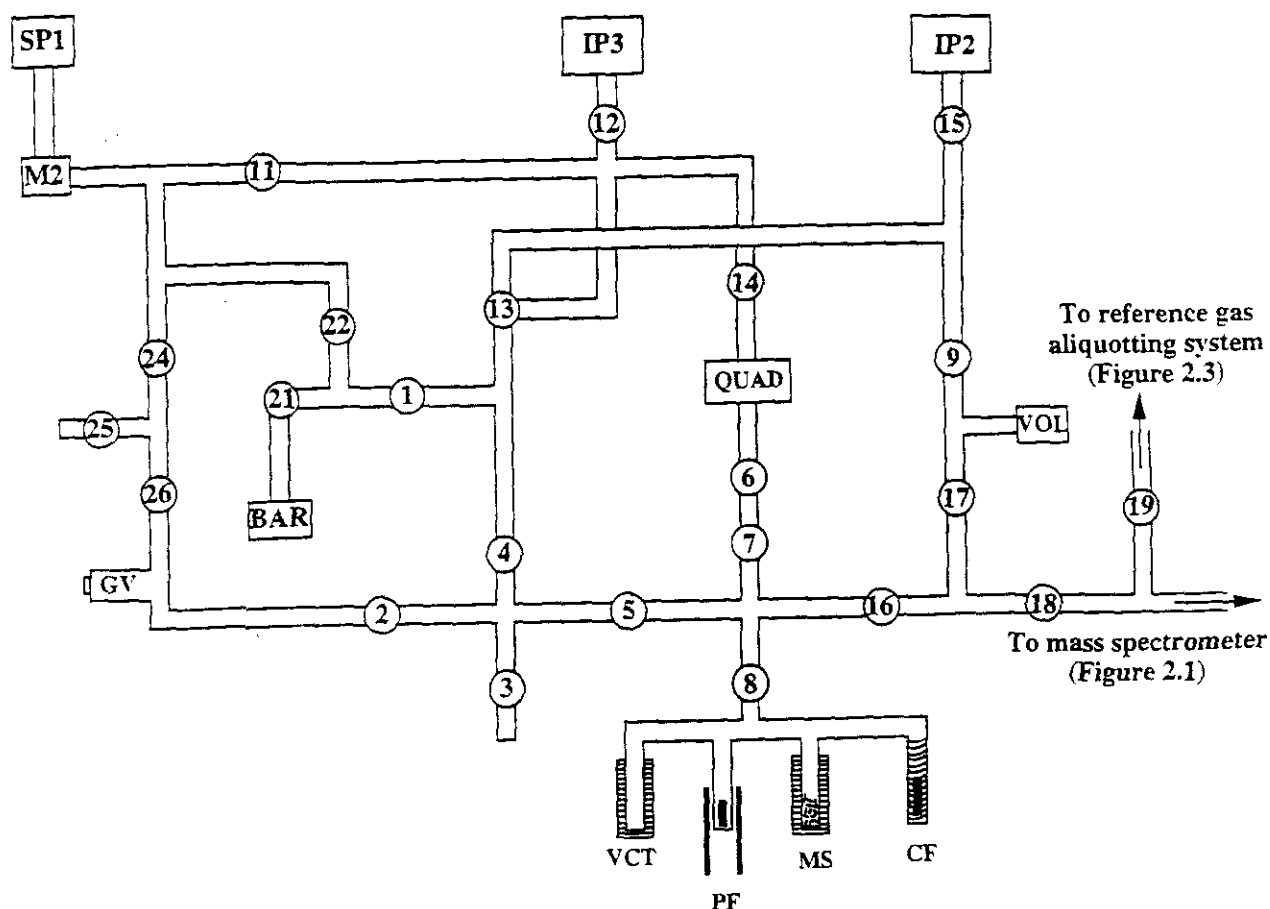 SP1
IP3
IP2
12
15
M2
11
14
13
22
24
9
To reference gas
aliquotting system
(Figure 2.3)
QUAD
21
1
25
VOL
6
26
17
19
BAR
7
4
GV
2
5
16
18
To mass spectrometer
(Figure 2.1)
3
8
VCT
MS
CF
PF